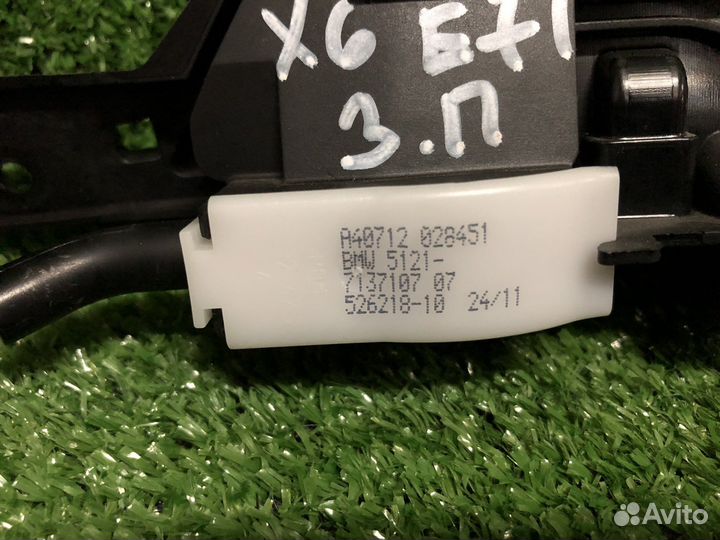 X6 E71
З.П
A40712 028451
BMW 5121-
7137107 07
526218-10 24/11
Avito